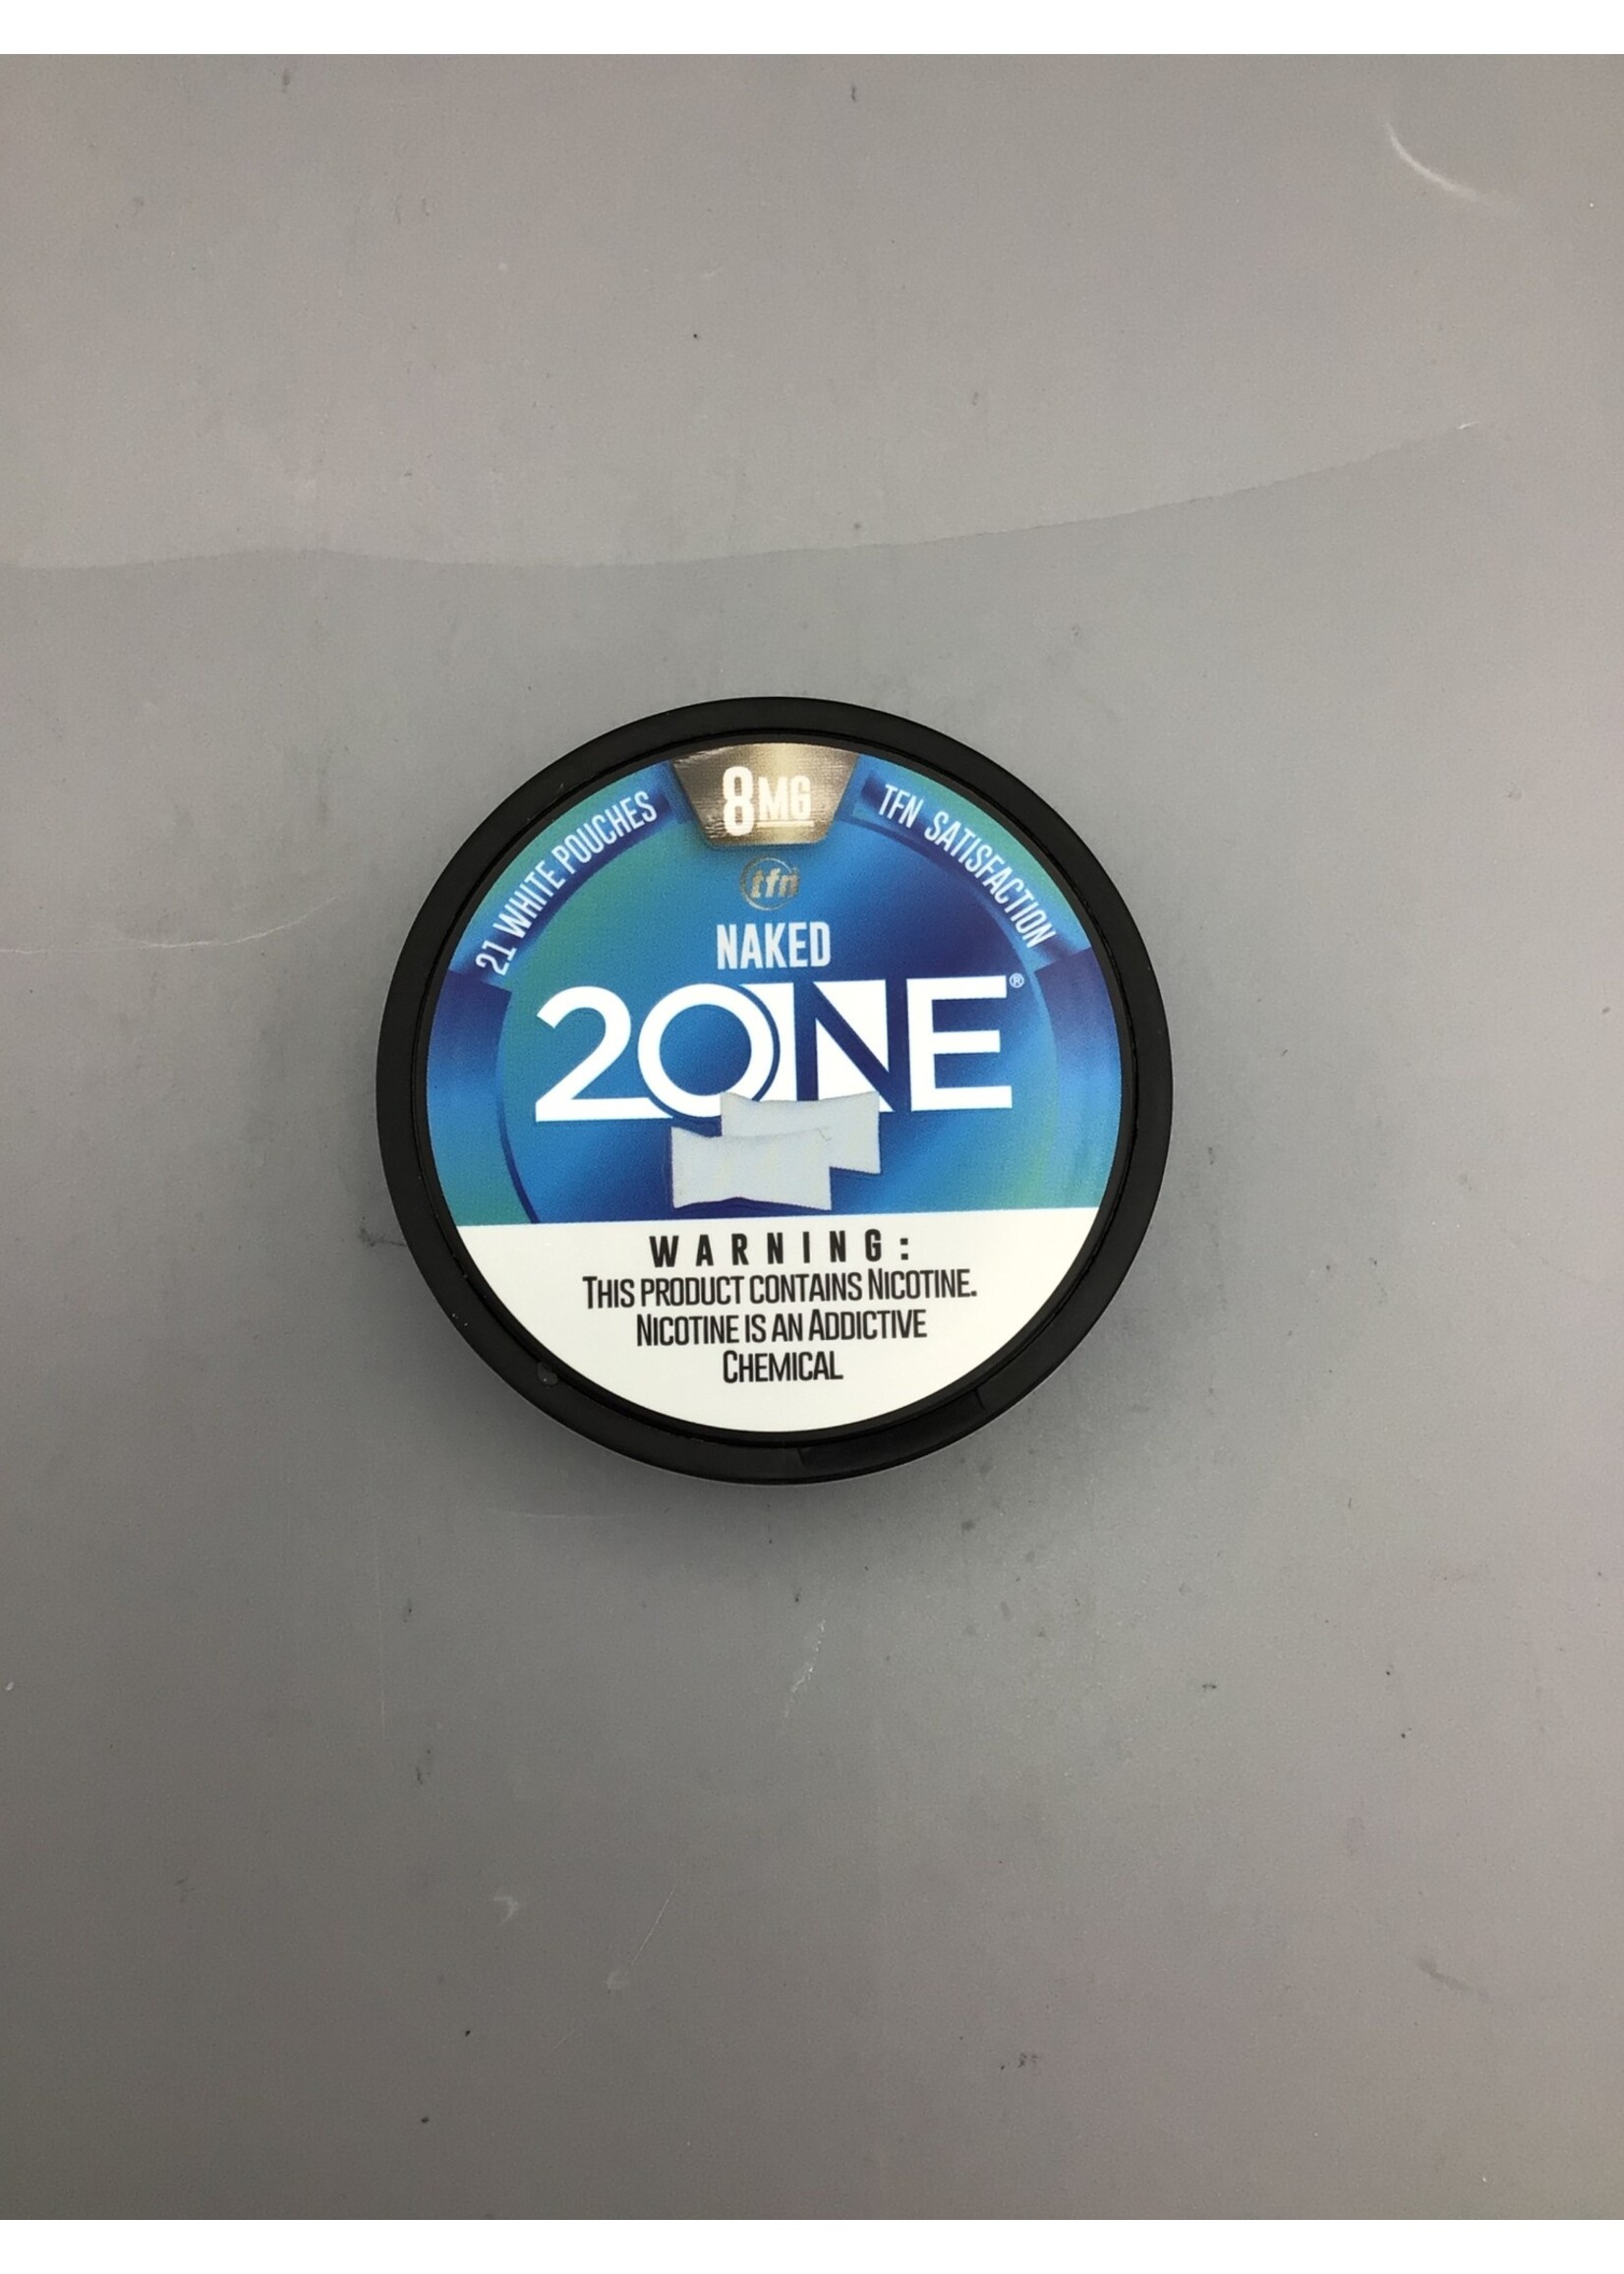 8MG
21 WHITE POUCHES
TFN SATISFACTION
tfn
NAKED
2ONE®
WARNING:
THIS PRODUCT CONTAINS NICOTINE.
NICOTINE IS AN ADDICTIVE
CHEMICAL